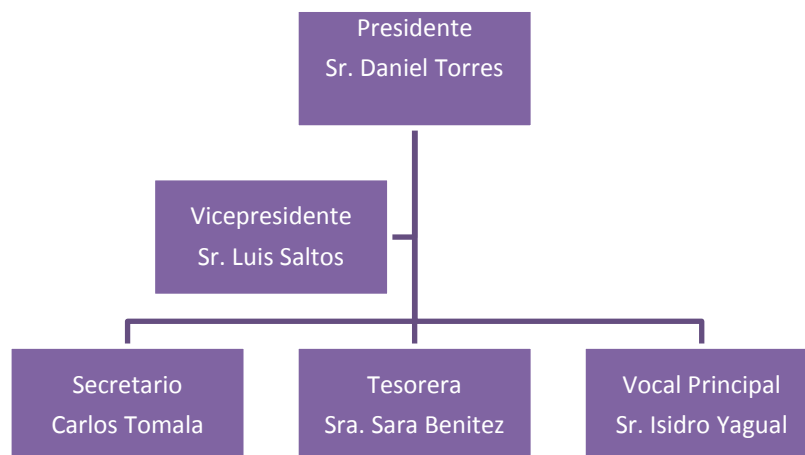 Presidente
Sr. Daniel Torres
Vicepresidente
Sr. Luis Saltos
Secretario
Carlos Tomala
Tesorera
Sra. Sara Benitez
Vocal Principal
Sr. Isidro Yagual